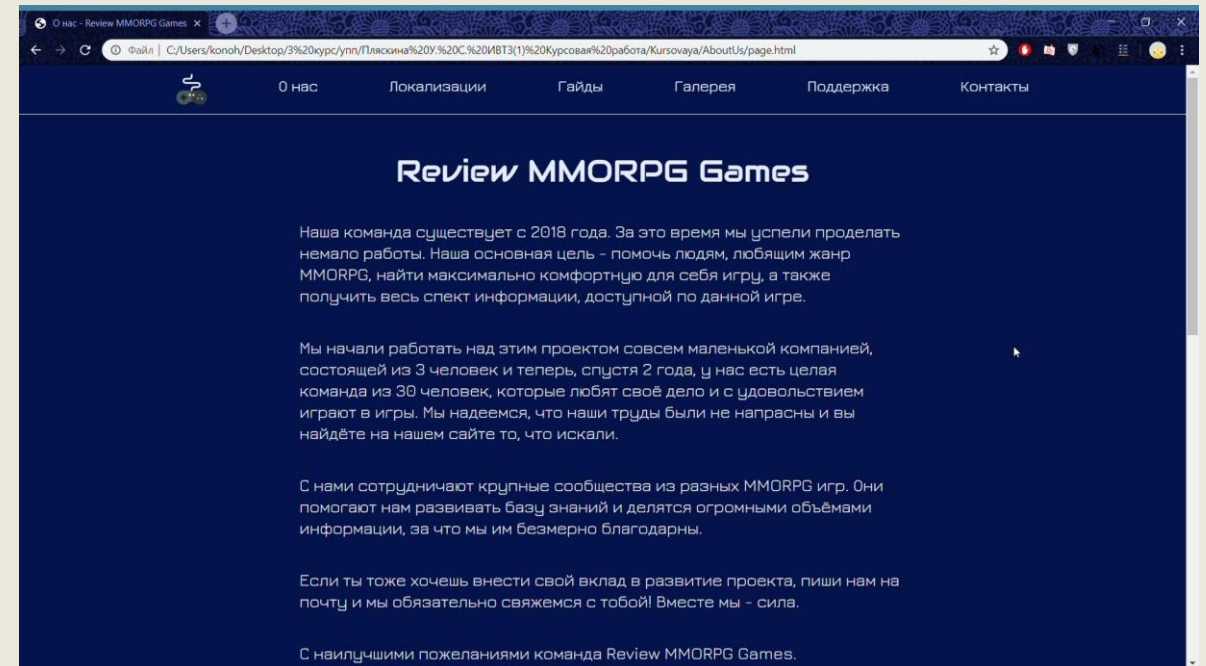 О нас - Review MMORPG Games
Файл | C:/Users/konoh/Desktop/3%20курс/упп/Пляскина%20У.%20С.%20ИВТ3(1)%20Курсовая%20работа/Kursovaya/AboutUs/page.html
О нас Локализации Гайды Галерея Поддержка Контакты
Review MMORPG Games
Наша команда существует с 2018 года. За это время мы успели проделать
немало работы. Наша основная цель - помочь людям, любящим жанр
MMORPG, найти максимально комфортную для себя игру, а также
получить весь спект информации, доступной по данной игре.
Мы начали работать над этим проектом совсем маленькой компанией,
состоящей из 3 человек и теперь, спустя 2 года, у нас есть целая
команда из 30 человек, которые любят своё дело и с удовольствием
играют в игры. Мы надеемся, что наши труды были не напрасны и вы
найдёте на нашем сайте то, что искали.
С нами сотрудничают крупные сообщества из разных MMORPG игр. Они
помогают нам развивать базу знаний и делятся огромными объёмами
информации, за что мы им безмерно благодарны.
Если ты тоже хочешь внести свой вклад в развитие проекта, пиши нам на
почту и мы обязательно свяжемся с тобой! Вместе мы - сила.
С наилучшими пожеланиями команда Review MMORPG Games.